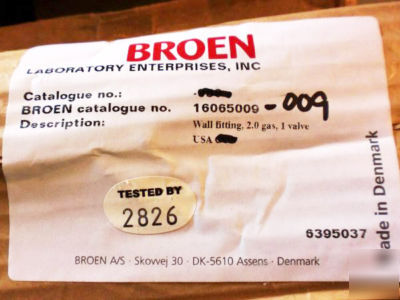 BROEN
LABORATORY ENTERPRISES, INC
Catalogue no.:
BROEN catalogue no. 16065009-009
Description: Wall fitting, 2.0 gas, 1 valve
USA
TESTED BY
2826
6395037
BROEN A/S · Skovvej 30 · DK-5610 Assens · Denmark
ade in Denmark